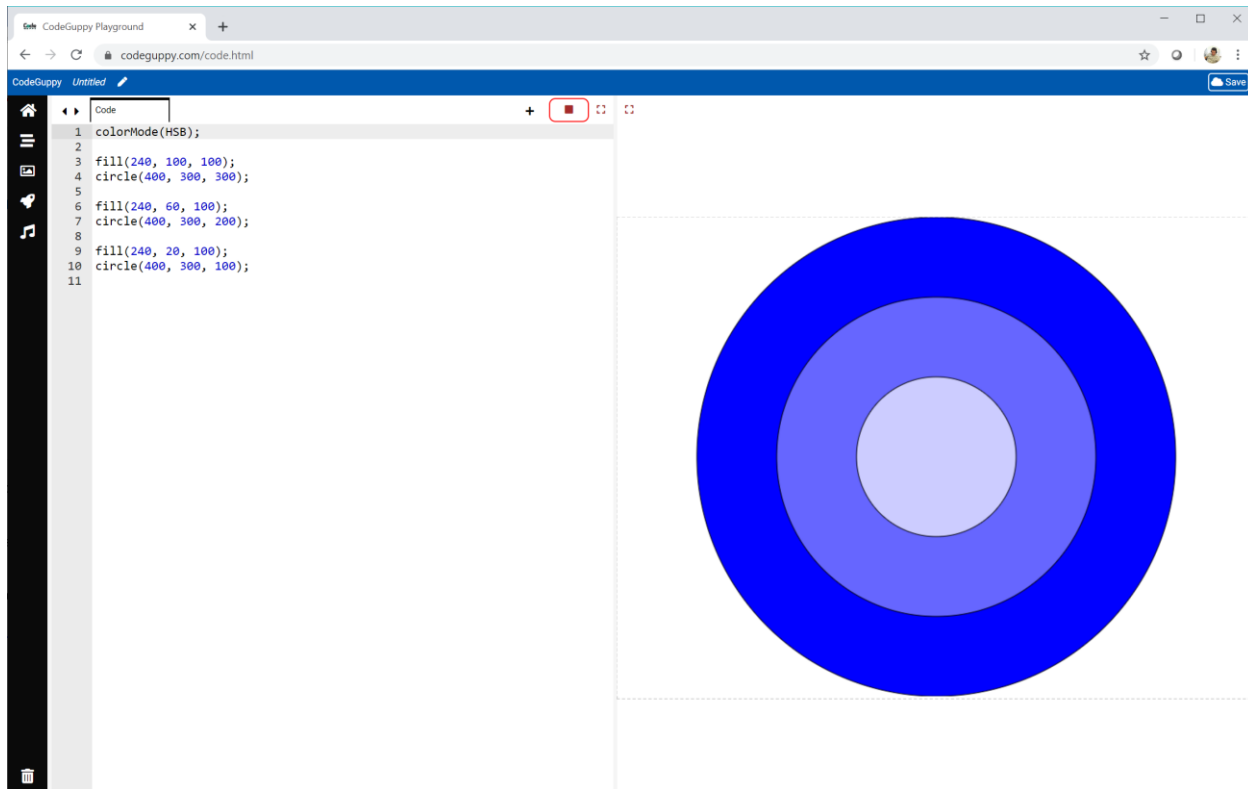 CodeGuppy Playground
codeguppy.com/code.html
CodeGuppy Untitled Save
Code
1 colorMode(HSB);
2
3 fill(240, 100, 100);
4 circle(400, 300, 300);
5
6 fill(240, 60, 100);
7 circle(400, 300, 200);
8
9 fill(240, 20, 100);
10 circle(400, 300, 100);
11